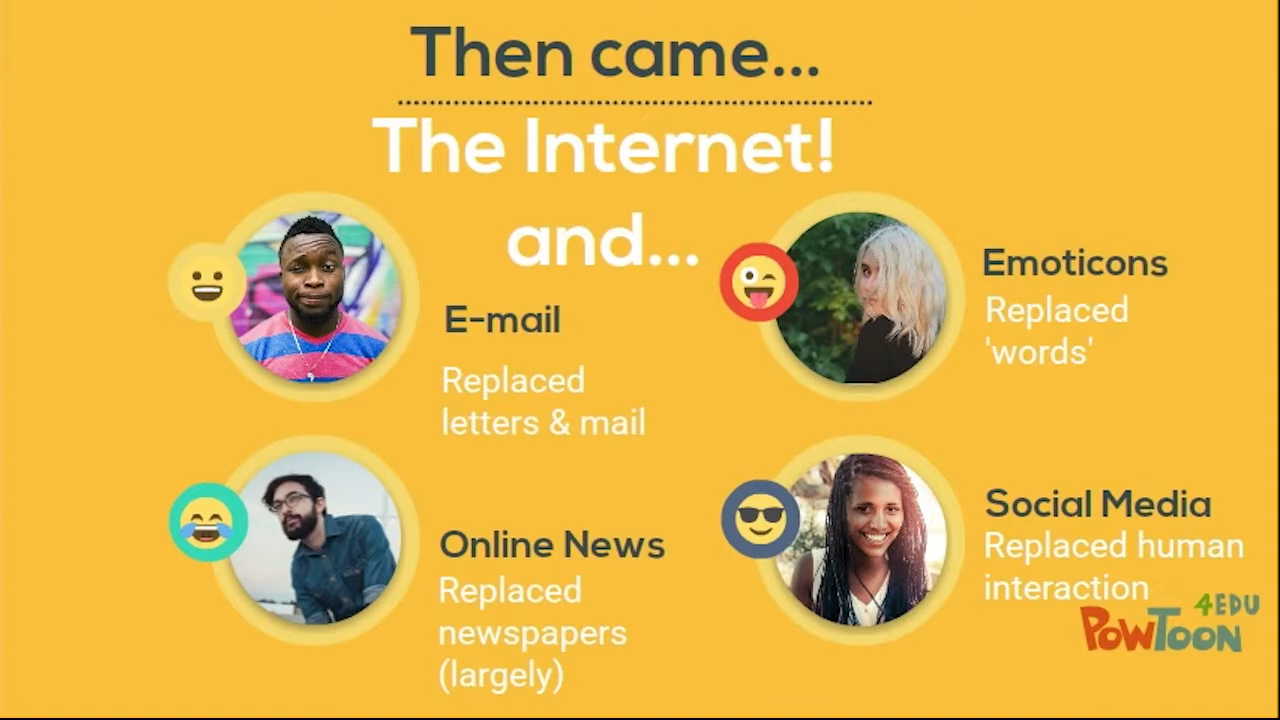 Then came...
The Internet!
and...
E-mail
Replaced
letters & mail
Emoticons
Replaced
'words'
Online News
Replaced
newspapers
(largely)
Social Media
Replaced human
interaction
4EDU
POWTOON